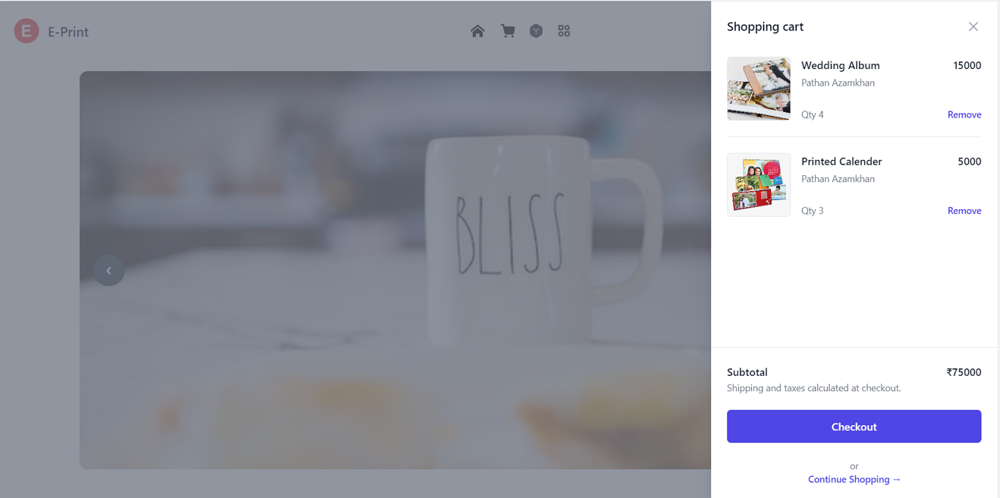 E E-Print
BLISS
‹
Shopping cart
Wedding Album 15000
Pathan Azamkhan
Qty 4 Remove
Printed Calender 5000
Pathan Azamkhan
Qty 3 Remove
Subtotal ₹75000
Shipping and taxes calculated at checkout.
Checkout
or
Continue Shopping →